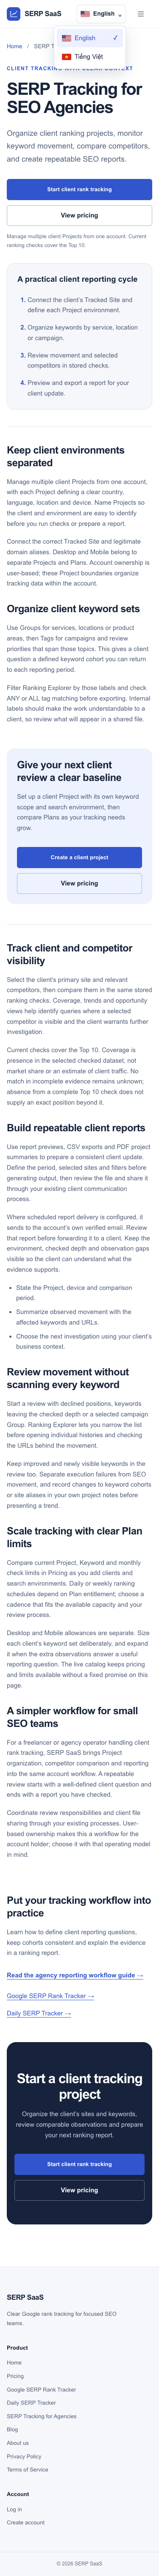 SERP SaaS
English
English ✓
Tiếng Việt
Home / SERP T
CLIENT TRACKING WITH CLEAR CONTEXT
SERP Tracking for
SEO Agencies
Organize client ranking projects, monitor
keyword movement, compare competitors,
and create repeatable SEO reports.
Start client rank tracking
View pricing
Manage multiple client Projects from one account. Current
ranking checks cover the Top 10.
A practical client reporting cycle
1. Connect the client's Tracked Site and
define each Project environment.
2. Organize keywords by service, location
or campaign.
3. Review movement and selected
competitors in stored checks.
4. Preview and export a report for your
client update.
Keep client environments
separated
Manage multiple client Projects from one account,
with each Project defining a clear country,
language, location and device. Name Projects so
the client and environment are easy to identify
before you run checks or prepare a report.
Connect the correct Tracked Site and legitimate
domain aliases. Desktop and Mobile belong to
separate Projects and Plans. Account ownership is
user-based; these project boundaries organize
tracking data within the account.
Organize client keyword sets
Use Groups for services, locations or product
areas, then Tags for campaigns and review
priorities that span those topics. This gives a client
question a defined keyword cohort you can return
to each reporting period.
Filter Ranking Explorer by those labels and check
ANY or ALL tag matching before exporting. Internal
labels should make the work understandable to a
client, so review what will appear in a shared file.
Give your next client
review a clear baseline
Set up a client Project with its own keyword
scope and search environment, then
compare Plans as your tracking needs
grow.
Create a client project
View pricing
Track client and competitor
visibility
Select the client's primary site and relevant
competitors, then compare them in the same stored
ranking checks. Coverage, trends and opportunity
views help identify queries where a selected
competitor is visible and the client warrants further
investigation.
Current checks cover the Top 10. Coverage is
presence in the selected checked dataset, not
market share or an estimate of client traffic. No
match in incomplete evidence remains unknown;
absence from a complete Top 10 check does not
supply an exact position beyond it.
Build repeatable client reports
Use report previews, CSV exports and PDF project
summaries to prepare a consistent client update.
Define the period, selected sites and filters before
generating output, then review the file and share it
through your existing client communication
process.
Where scheduled report delivery is configured, it
sends to the account's own verified email. Review
that report before forwarding it to a client. Keep the
environment, checked depth and observation gaps
visible so the client can understand what the
evidence supports.
• State the Project, device and comparison
period.
• Summarize observed movement with the
affected keywords and URLs.
• Choose the next investigation using your client's
business context.
Review movement without
scanning every keyword
Start a review with declined positions, keywords
leaving the checked depth or a selected campaign
Group. Ranking Explorer lets you reduce the list
before opening individual histories and checking
the URLs behind the movement.
Keep improved and newly visible keywords in the
review too. Separate execution failures from SEO
movement, and record changes to keyword cohorts
or site aliases in your own project notes before
presenting a trend.
Scale tracking with clear Plan
limits
Compare current Project, Keyword and monthly
check limits in Pricing as you add clients and
search environments. Daily or weekly ranking
schedules depend on Plan entitlement; choose a
cadence that fits the available capacity and your
review process.
Desktop and Mobile allowances are separate. Size
each client's keyword set deliberately, and expand
it when the extra observations answer a useful
reporting question. The live catalog keeps pricing
and limits available without a fixed promise on this
page.
A simpler workflow for small
SEO teams
For a freelancer or agency operator handling client
rank tracking, SERP SaaS brings Project
organization, competitor comparison and reporting
into the same account workflow. A repeatable
review starts with a well-defined client question and
ends with a report you have checked.
Coordinate review responsibilities and client file
sharing through your existing process. User-
based ownership makes this a workflow for the
account holder; choose it with that operating model
in mind.
Put your tracking workflow into
practice
Learn how to define client reporting questions,
keep cohorts consistent and explain the evidence
in a ranking report.
Read the agency reporting workflow guide →
Google SERP Rank Tracker →
Daily SERP Tracker →
Start a client tracking
project
Organize the client's sites and keywords,
review comparable observations and prepare
your next ranking report.
Start client rank tracking
View pricing
SERP SaaS
Clear Google rank tracking for focused SEO
teams.
Product
Home
Pricing
Google SERP Rank Tracker
Daily SERP Tracker
SERP Tracking for Agencies
Blog
About us
Privacy Policy
Terms of Service
Account
Log in
Create account
© 2026 SERP SaaS